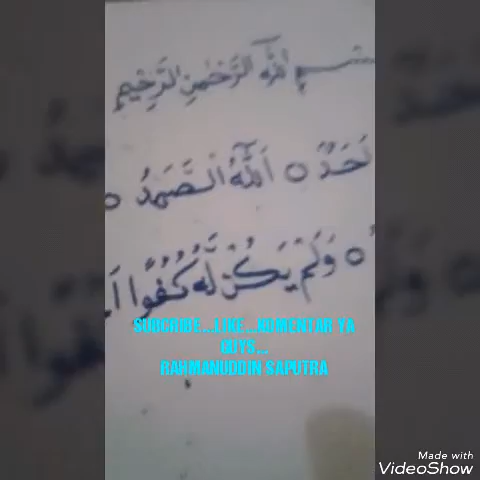 بِسْمِ اللَّهِ الرَّحْمٰنِ الرَّحِيْمِ
اَحَدٌ ○ اَللَّهُ الصَّمَدُ ○
○ وَلَمْ يَكُنْ لَّهُ كُفُوًا
SUBCRIBE...LIKE...KOMENTAR YA
GUYS...
RAHMANUDDIN SAPUTRA
Made with
VideoShow